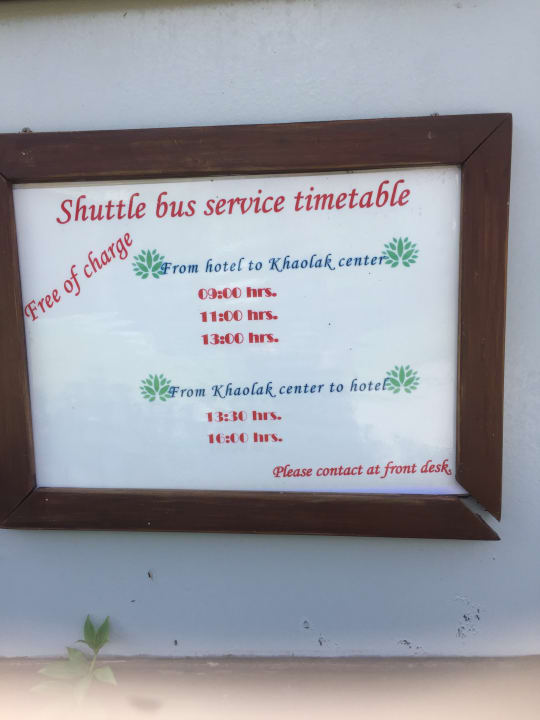 Shuttle bus service timetable
Free of charge
From hotel to Khaolak center
09:00 hrs.
11:00 hrs.
13:00 hrs.
From Khaolak center to hotel
13:30 hrs.
16:00 hrs.
Please contact at front desk.